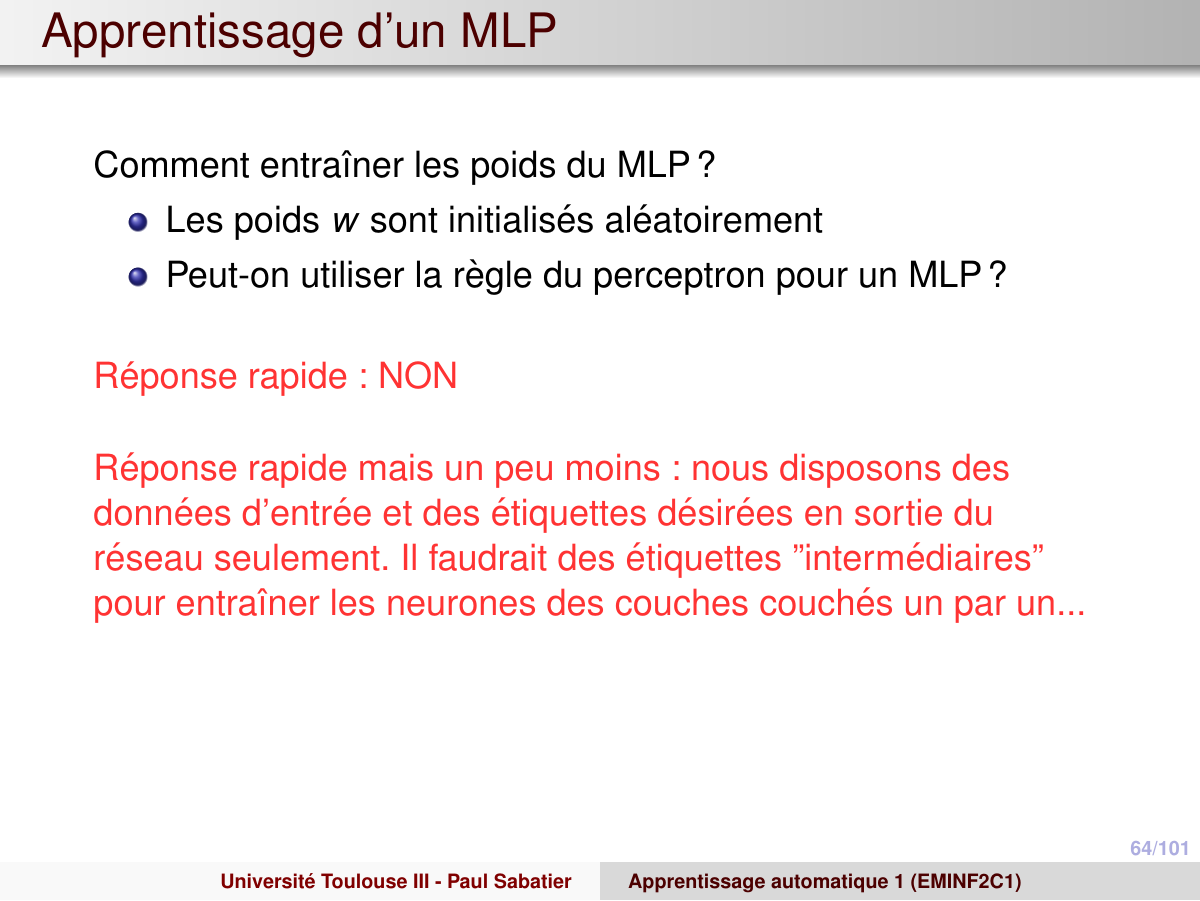 Apprentissage d’un MLP
Comment entraîner les poids du MLP ?
Les poids w sont initialisés aléatoirement
Peut-on utiliser la règle du perceptron pour un MLP ?
Réponse rapide : NON
Réponse rapide mais un peu moins : nous disposons des
données d’entrée et des étiquettes désirées en sortie du
réseau seulement. Il faudrait des étiquettes ”intermédiaires”
pour entraîner les neurones des couches couchés un par un...
64/101
Université Toulouse III - Paul Sabatier
Apprentissage automatique 1 (EMINF2C1)